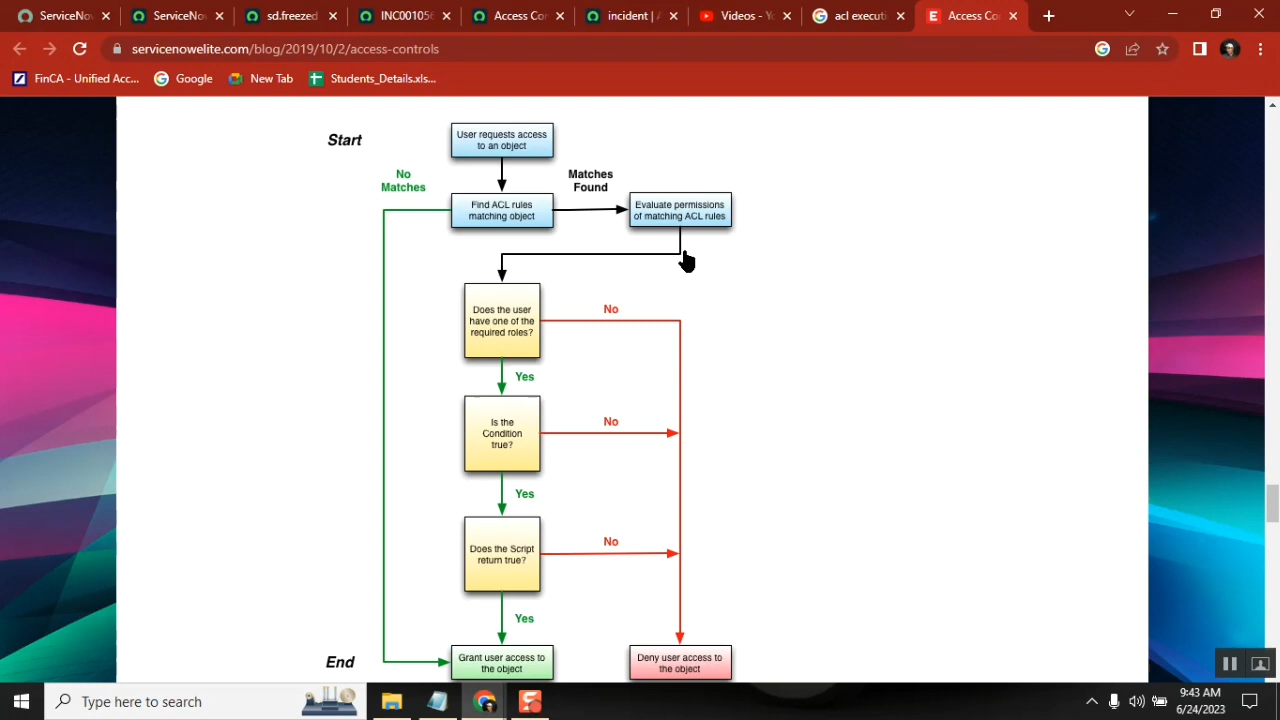 ServiceNov
ServiceNo
sd.freezed
INC001056
Access Cor
incident | A
Videos - Yo
acl executi
Access Co
servicenowelite.com/blog/2019/10/2/access-controls
FinCA - Unified Acc...
Google
New Tab
Students_Details.xls...
Start
User requests access
to an object
No
Matches
Matches
Found
Find ACL rules
matching object
Evaluate permissions
of matching ACL rules
Does the user
have one of the
required roles?
No
Yes
Is the
Condition
true?
No
Yes
Does the Script
return true?
No
Yes
End
Grant user access to
the object
Deny user access to
the object
Type here to search
9:43 AM
6/24/2023